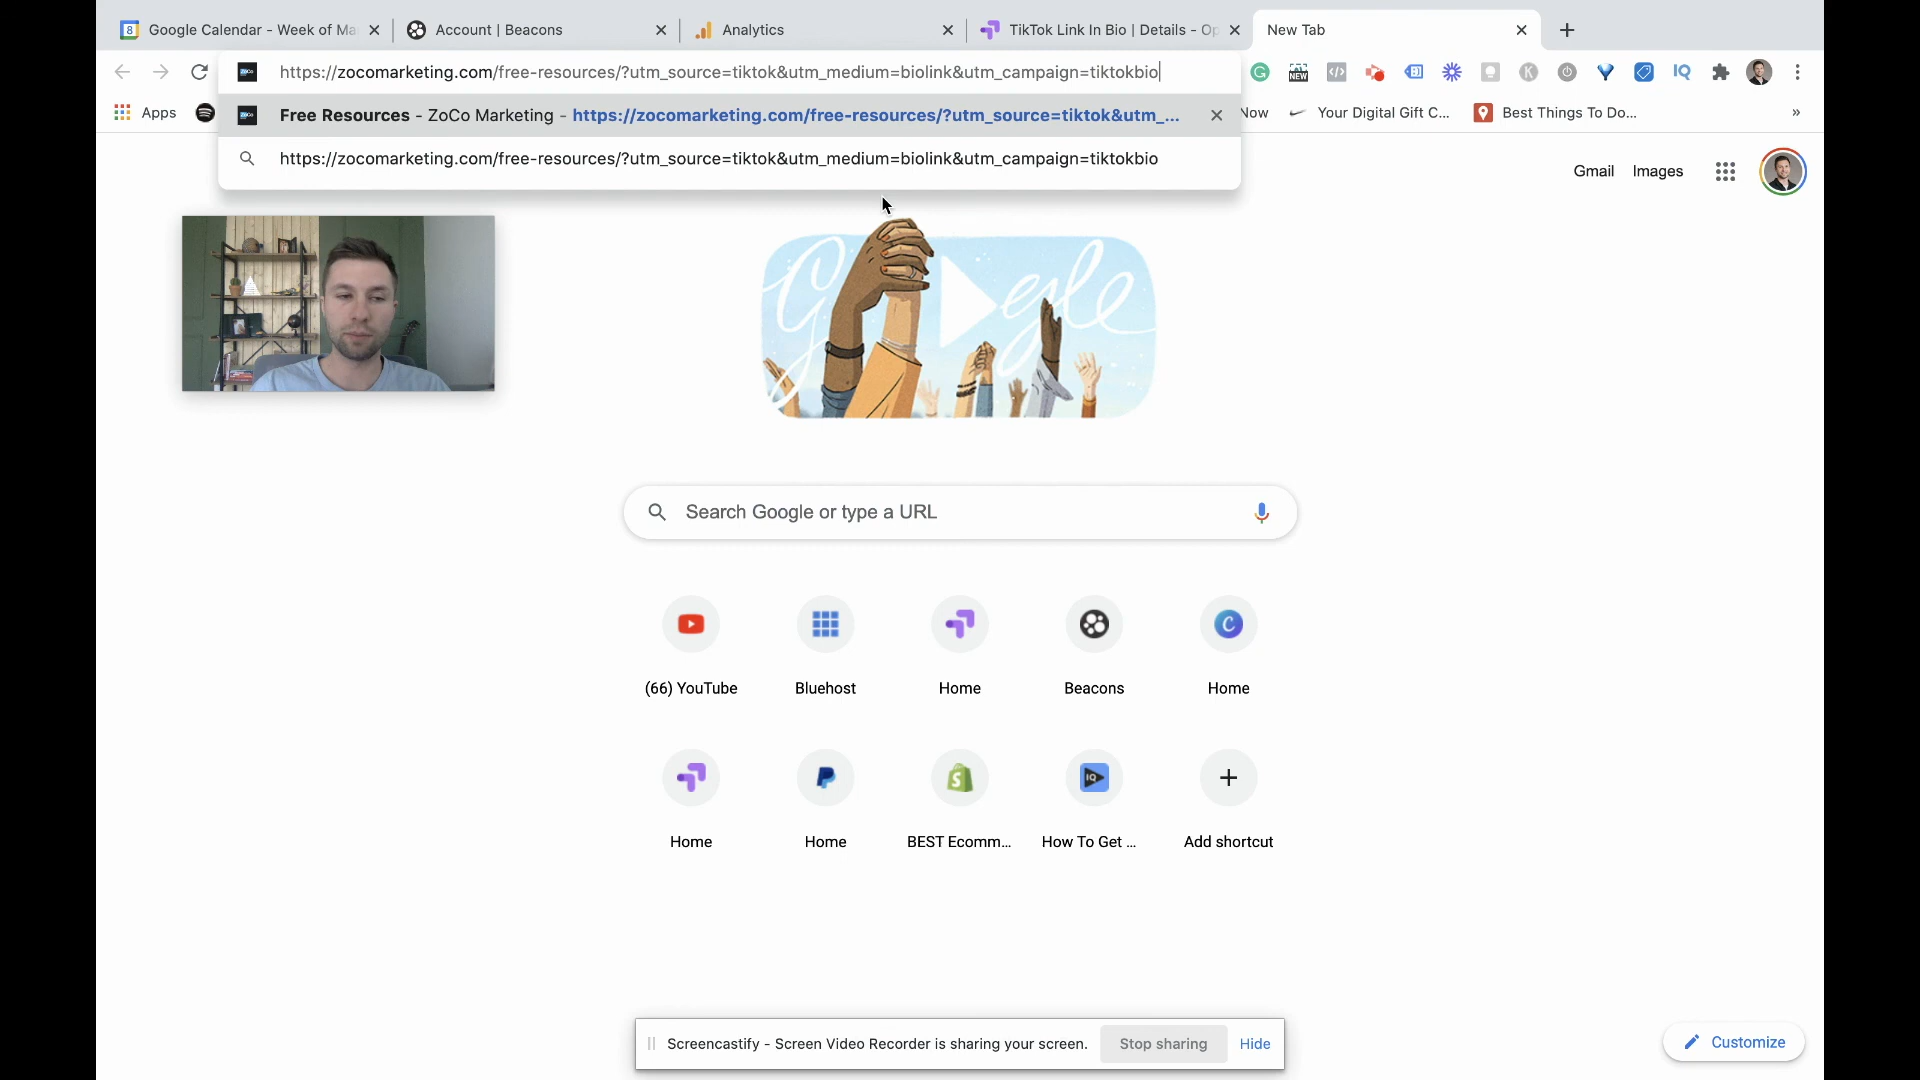 Google Calendar - Week of Ma
Account | Beacons
Analytics
TikTok Link In Bio | Details - Op
New Tab
https://zocomarketing.com/free-resources/?utm_source=tiktok&utm_medium=biolink&utm_campaign=tiktokbio
Free Resources - ZoCo Marketing - https://zocomarketing.com/free-resources/?utm_source=tiktok&utm_...
https://zocomarketing.com/free-resources/?utm_source=tiktok&utm_medium=biolink&utm_campaign=tiktokbio
Apps
Now
Your Digital Gift C...
Best Things To Do...
Gmail
Images
Google
Search Google or type a URL
(66) YouTube
Bluehost
Home
Beacons
Home
Home
Home
BEST Ecomm...
How To Get ...
Add shortcut
Screencastify - Screen Video Recorder is sharing your screen.
Stop sharing
Hide
Customize